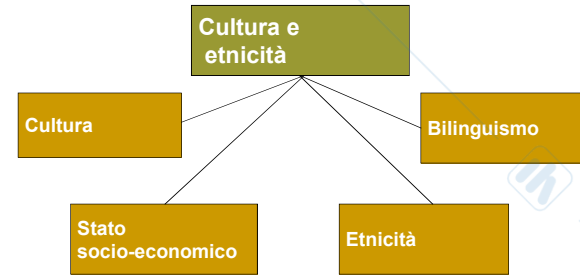 Cultura e
etnicità
Cultura
Bilinguismo
Stato
socio-economico
Etnicità